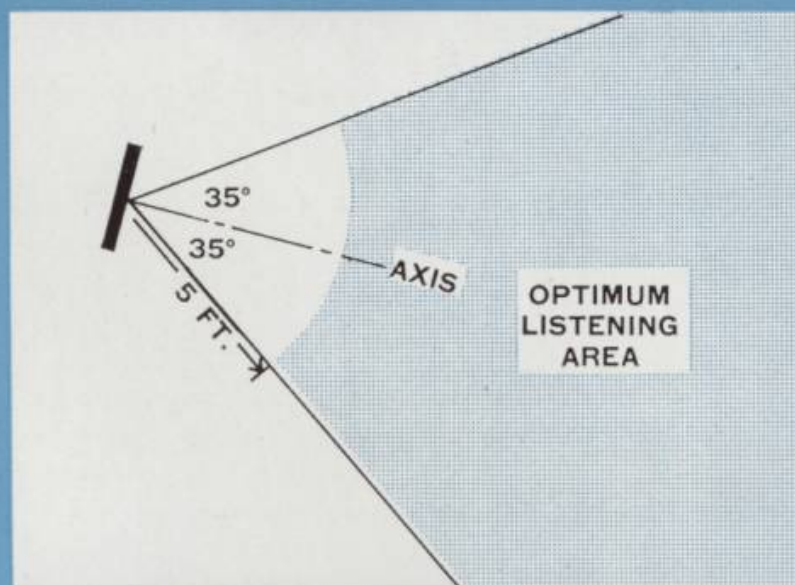 35°
35°
AXIS
5 FT.
OPTIMUM
LISTENING
AREA